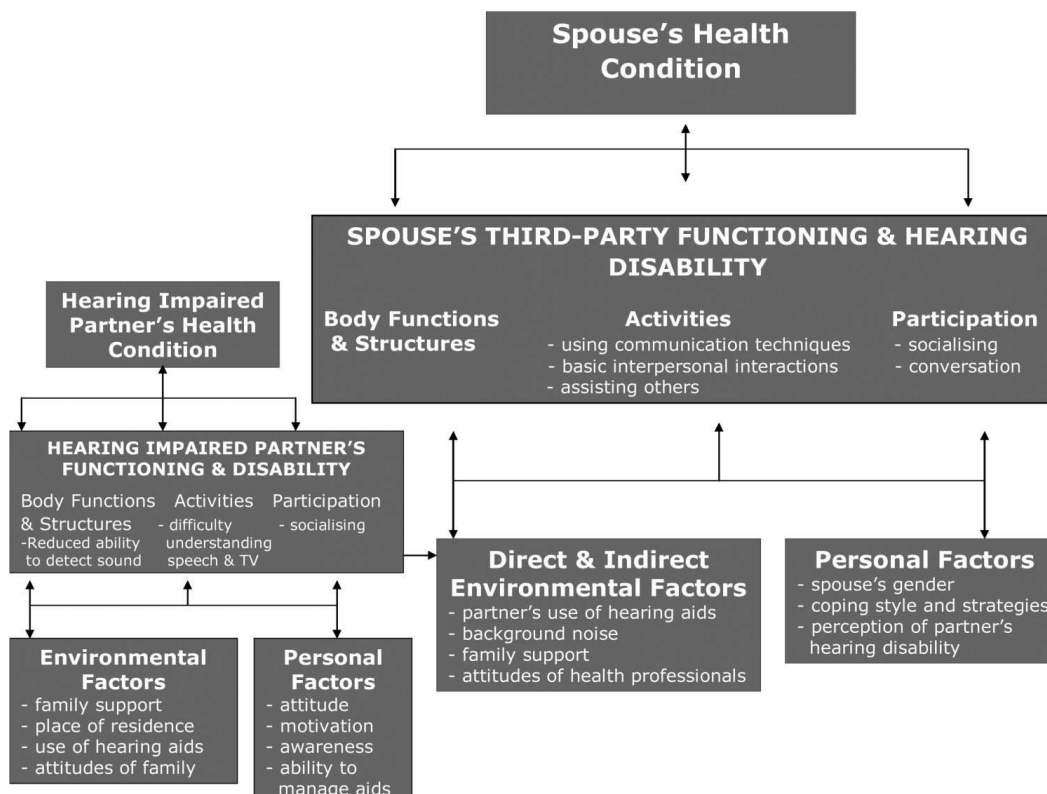 Spouse's Health
Condition
SPOUSE'S THIRD-PARTY FUNCTIONING & HEARING
DISABILITY
Body Functions
& Structures
Activities
- using communication techniques
- basic interpersonal interactions
- assisting others
Participation
- socialising
- conversation
Hearing Impaired
Partner's Health
Condition
HEARING IMPAIRED PARTNER'S
FUNCTIONING & DISABILITY
Body Functions
& Structures
-Reduced ability
to detect sound
Activities
- difficulty
understanding
speech & TV
Participation
- socialising
Direct & Indirect
Environmental Factors
- partner's use of hearing aids
- background noise
- family support
- attitudes of health professionals
Personal Factors
- spouse's gender
- coping style and strategies
- perception of partner's
hearing disability
Environmental
Factors
- family support
- place of residence
- use of hearing aids
- attitudes of family
Personal
Factors
- attitude
- motivation
- awareness
- ability to
manage aids